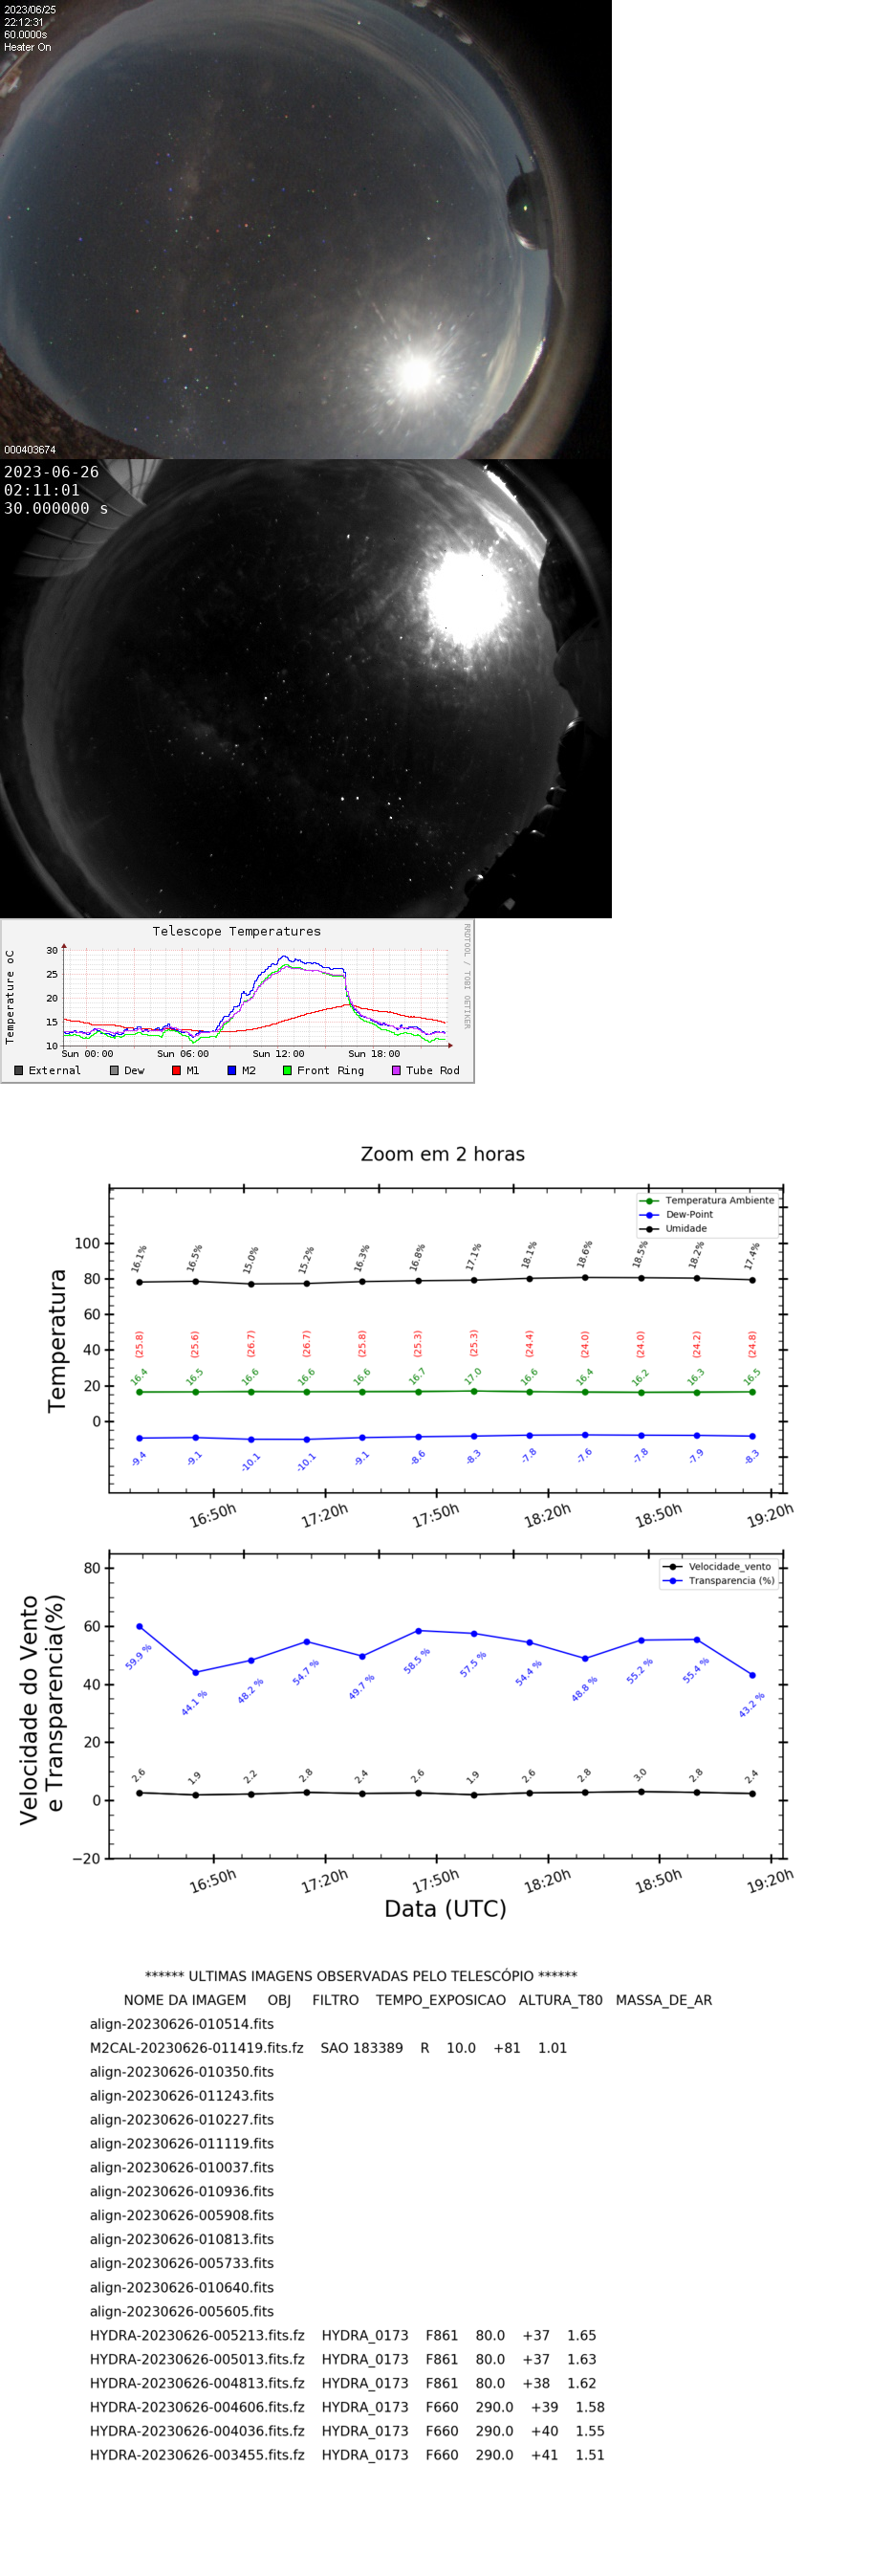 2023/06/25
22:12:31
60.0000s
Heater On
000403674
2023-06-26
02:11:01
30.000000 s
Telescope Temperatures
RRDTOOL / TOBI OETIKER
Temperature oC
30
25
20
15
10
Sun 00:00 Sun 06:00 Sun 12:00 Sun 18:00
External Dew M1 M2 Front Ring Tube Rod
Zoom em 2 horas
Temperatura Ambiente
Dew-Point
Umidade
Temperatura
100
80
60
40
20
0
16.1% 16.5% 15.0% 15.2% 16.3% 16.8% 17.1% 18.1% 18.6% 18.5% 18.2% 17.4%
(25.8) (25.6) (26.7) (26.7) (25.8) (25.3) (25.3) (24.4) (24.0) (24.0) (24.2) (24.8)
16.4 16.5 16.6 16.6 16.6 16.7 17.0 16.6 16.4 16.2 16.3 16.5
-9.4 -9.1 -10.1 -10.1 -9.1 -8.6 -8.3 -7.8 -7.6 -7.8 -7.9 -8.3
16:50h 17:20h 17:50h 18:20h 18:50h 19:20h
Velocidade_vento
Transparencia (%)
Velocidade do Vento
e Transparencia(%)
80
60
40
20
0
−20
59.9 % 44.1 % 48.2 % 54.7 % 49.7 % 58.5 % 57.5 % 54.4 % 48.8 % 55.2 % 55.4 % 43.2 %
2.6 1.9 2.2 2.8 2.4 2.6 1.9 2.6 2.8 3.0 2.8 2.4
16:50h 17:20h 17:50h 18:20h 18:50h 19:20h
Data (UTC)
****** ULTIMAS IMAGENS OBSERVADAS PELO TELESCÓPIO ******
NOME DA IMAGEM OBJ FILTRO TEMPO_EXPOSICAO ALTURA_T80 MASSA_DE_AR
align-20230626-010514.fits
M2CAL-20230626-011419.fits.fz SAO 183389 R 10.0 +81 1.01
align-20230626-010350.fits
align-20230626-011243.fits
align-20230626-010227.fits
align-20230626-011119.fits
align-20230626-010037.fits
align-20230626-010936.fits
align-20230626-005908.fits
align-20230626-010813.fits
align-20230626-005733.fits
align-20230626-010640.fits
align-20230626-005605.fits
HYDRA-20230626-005213.fits.fz HYDRA_0173 F861 80.0 +37 1.65
HYDRA-20230626-005013.fits.fz HYDRA_0173 F861 80.0 +37 1.63
HYDRA-20230626-004813.fits.fz HYDRA_0173 F861 80.0 +38 1.62
HYDRA-20230626-004606.fits.fz HYDRA_0173 F660 290.0 +39 1.58
HYDRA-20230626-004036.fits.fz HYDRA_0173 F660 290.0 +40 1.55
HYDRA-20230626-003455.fits.fz HYDRA_0173 F660 290.0 +41 1.51